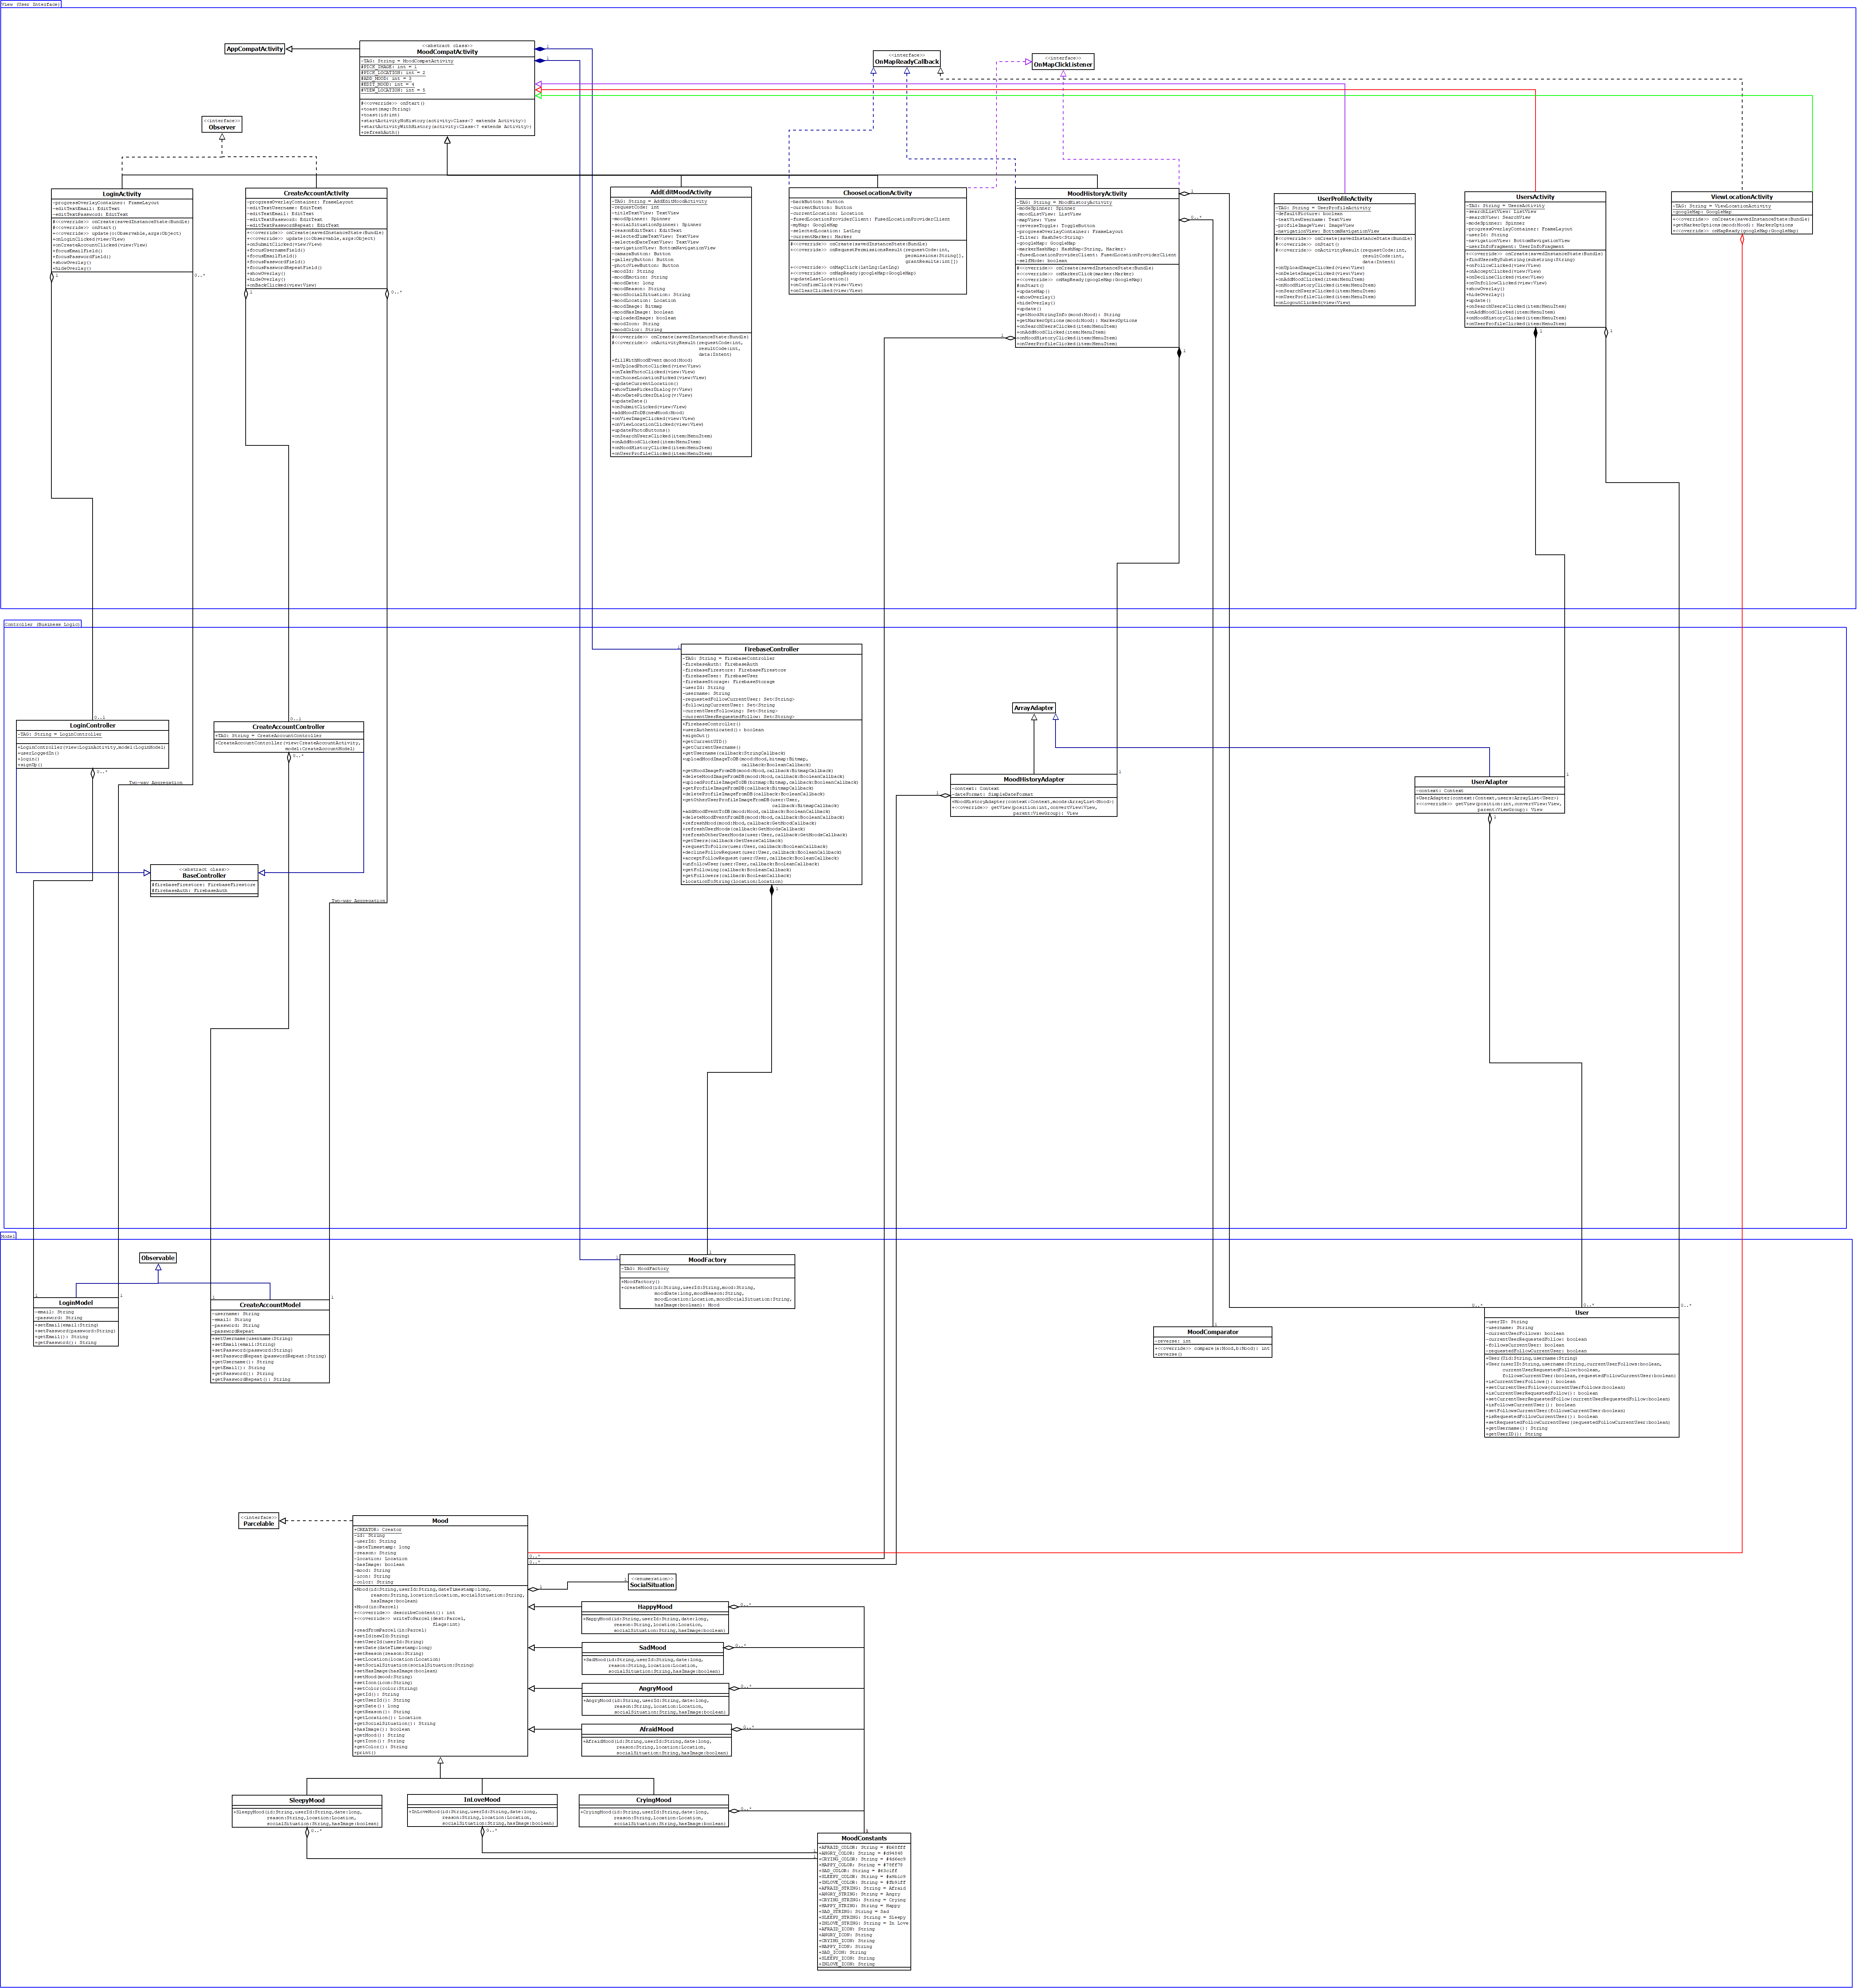 View (User Interface)
AppCompatActivity
<<abstract class>>
MoodCompatActivity
-TAG: String = MoodCompatActivity
#PICK_IMAGE: int = 1
#PICK_LOCATION: int = 2
#ADD_MOOD: int = 3
#EDIT_MOOD: int = 4
#VIEW_LOCATION: int = 5
#<<override>> onStart()
+toast(msg:String)
+toast(id:int)
+startActivityNoHistory(activity:Class<? extends Activity>)
+startActivityWithHistory(activity:Class<? extends Activity>)
+refreshAuth()
1
1
<<interface>>
OnMapReadyCallback
<<interface>>
OnMapClickListener
<<interface>>
Observer
LoginActivity
-progressOverlayContainer: FrameLayout
-editTextEmail: EditText
-editTextPassword: EditText
#<<override>> onCreate(savedInstanceState:Bundle)
#<<override>> onStart()
+<<override>> update(o:Observable,args:Object)
+onLoginClicked(view:View)
+onCreateAccountClicked(view:View)
+focusEmailField()
+focusPasswordField()
+showOverlay()
+hideOverlay()
1
0..*
CreateAccountActivity
-progressOverlayContainer: FrameLayout
-editTextUsername: EditText
-editTextEmail: EditText
-editTextPassword: EditText
-editTextPasswordRepeat: EditText
+<<override>> onCreate(savedInstanceState:Bundle)
+<<override>> update(o:Observable,args:Object)
+onSubmitClicked(view:View)
+focusUsernameField()
+focusEmailField()
+focusPasswordField()
+focusPasswordRepeatField()
+showOverlay()
+hideOverlay()
+onBackClicked(view:View)
1
0..*
AddEditMoodActivity
-TAG: String = AddEditMoodActivity
-requestCode: int
-titleTextView: TextView
-moodSpinner: Spinner
-socialSituationSpinner: Spinner
-reasonEditText: EditText
-selectedTimeTextView: TextView
-selectedDateTextView: TextView
-navigationView: BottomNavigationView
-camaraButton: Button
-galleryButton: Button
-photoViewButton: Button
-moodId: String
-moodEmotion: String
-moodDate: long
-moodReason: String
-moodSocialSituation: String
-moodLocation: Location
-moodImage: Bitmap
-moodHasImage: boolean
-uploadedImage: boolean
-moodIcon: String
-moodColor: String
#<<override>> onCreate(savedInstanceState:Bundle)
#<<override>> onActivityResult(requestCode:int,
resultCode:int,
data:Intent)
+fillWithMoodEvent(mood:Mood)
+onUploadPhotoClicked(view:View)
+onTakePhotoClicked(view:View)
+onChooseLocationPicked(view:View)
-updateCurrentLocation()
+showTimePickerDialog(v:View)
+showDatePickerDialog(v:View)
+updateDate()
+onSubmitClicked(view:View)
+addMoodToDB(newMood:Mood)
+onViewImageClicked(view:View)
+onViewLocationClicked(view:View)
+updatePhotoButtons()
+onSearchUsersClicked(item:MenuItem)
+onAddMoodClicked(item:MenuItem)
+onMoodHistoryClicked(item:MenuItem)
+onUserProfileClicked(item:MenuItem)
ChooseLocationActivity
-backButton: Button
-currentButton: Button
-currentLocation: Location
-fusedLocationProviderClient: FusedLocationProviderClient
-myMap: GoogleMap
-selectedLocation: LatLng
-currentMarker: Marker
#<<override>> onCreate(savedInstanceState:Bundle)
+<<override>> onRequestPermissionsResult(requestCode:int,
permissions:String[],
grantResults:int[])
+<<override>> onMapClick(latLng:LatLng)
+<<override>> onMapReady(googleMap:GoogleMap)
+updateLastLocation()
+onConfirmClick(view:View)
+onClearClicked(view:View)
MoodHistoryActivity
-TAG: String = MoodHistoryActivity
-modeSpinner: Spinner
-moodListView: ListView
-mapView: View
-reverseToggle: ToggleButton
-progressOverlayContainer: FrameLayout
-filter: HashSet<String>
-googleMap: GoogleMap
-markerHashMap: HashMap<String, Marker>
-fusedLocationProviderClient: FusedLocationProviderClient
-selfMode: boolean
#<<override>> onCreate(savedInstanceState:Bundle)
+<<override>> onMarkerClick(marker:Marker)
+<<override>> onMapReady(googleMap:GoogleMap)
#onStart()
+updateMap()
+showOverlay()
+hideOverlay()
+update()
+getMoodStringInfo(mood:Mood): String
+getMarkerOptions(mood:Mood): MarkerOptions
+onSearchUsersClicked(item:MenuItem)
+onAddMoodClicked(item:MenuItem)
+onMoodHistoryClicked(item:MenuItem)
+onUserProfileClicked(item:MenuItem)
1
0..*
1
1
UserProfileActivity
-TAG: String = UserProfileActivity
-defaultPicture: boolean
-textViewUsername: TextView
-profileImageView: ImageView
-navigationView: BottomNavigationView
#<<override>> onCreate(savedInstanceState:Bundle)
#<<override>> onStart()
#<<override>> onActivityResult(requestCode:int,
resultCode:int,
data:Intent)
+onUploadImageClicked(view:View)
+onDeleteImageClicked(view:View)
+onAddMoodClicked(item:MenuItem)
+onMoodHistoryClicked(item:MenuItem)
+onSearchUsersClicked(item:MenuItem)
+onUserProfileClicked(item:MenuItem)
+onLogoutClicked(view:View)
UsersActivity
-TAG: String = UsersActivity
-searchListView: ListView
-searchView: SearchView
-modeSpinner: Spinner
-progressOverlayContainer: FrameLayout
-userId: String
-navigationView: BottomNavigationView
-userInfoFragment: UserInfoFragment
+<<override>> onCreate(savedInstanceState:Bundle)
+findUsersBySubstring(substring:String)
+onFollowClicked(view:View)
+onAcceptClicked(view:View)
+onDeclineClicked(view:View)
+onUnfollowClicked(view:View)
+showOverlay()
+hideOverlay()
+update()
+onSearchUsersClicked(item:MenuItem)
+onAddMoodClicked(item:MenuItem)
+onMoodHistoryClicked(item:MenuItem)
+onUserProfileClicked(item:MenuItem)
1
1
ViewLocationActivity
-TAG: String = ViewLocationActivity
-googleMap: GoogleMap
+<<override>> onCreate(savedInstanceState:Bundle)
+getMarkerOptions(mood:Mood): MarkerOptions
+<<override>> onMapReady(googleMap:GoogleMap)
1
Controller (Business Logic)
FirebaseController
-TAG: String = FirebaseController
-firebaseAuth: FirebaseAuth
-firebaseFirestore: FirebaseFirestore
-firebaseUser: FirebaseUser
-firebaseStorage: FirebaseStorage
-userId: String
-username: String
-requestedFollowCurrentUser: Set<String>
-followingCurrentUser: Set<String
-currentUserFollowing: Set<String>
-currentUserRequestedFollow: Set<String>
+FirebaseController()
+userAuthenticated(): boolean
+signOut()
+getCurrentUID()
+getCurrentUsername()
+getUsername(callback:StringCallback)
+uploadMoodImageToDB(mood:Mood,bitmap:Bitmap,
callback:BooleanCallback)
+getMoodImageFromDB(mood:Mood,callback:BitmapCallback)
+deleteMoodImageFromDB(mood:Mood,callback:BooleanCallback)
+uploadProfileImageToDB(bitmap:Bitmap,callback:BooleanCallback)
+getProfileImageFromDB(callback:BitmapCallback)
+deleteProfileImageFromDB(callback:BooleanCallback)
+getOtherUserProfileImageFromDB(user:User,
callback:BitmapCallback)
+addMoodEventToDB(mood:Mood,callback:BooleanCallback)
+deleteMoodEventFromDB(mood:Mood,callback:BooleanCallback)
+refreshMood(mood:Mood,callback:GetMoodCallback)
+refreshUserMoods(callback:GetMoodsCallback)
+refreshOtherUserMoods(user:User,callback:GetMoodsCallback)
+getUsers(callback:GetUsersCallback)
+requestToFollow(user:User,callback:BooleanCallback)
+declineFollowRequest(user:User,callback:BooleanCallback)
+acceptFollowRequest(user:User,callback:BooleanCallback)
+unfollowUser(user:User,callback:BooleanCallback)
+getFollowing(callback:BooleanCallback)
+getFollowers(callback:BooleanCallback)
+locationToString(location:Location)
1
1
0..1
LoginController
-TAG: String = LoginController
+LoginController(view:LoginActivity,model:LoginModel)
+userLoggedIn()
+login()
+signUp()
0..*
0..1
CreateAccountController
+TAG: String = CreateAccountController
+CreateAccountController(view:CreateAccountActivity,
model:CreateAccountModel)
0..*
Two-way Aggregation
<<abstract class>>
BaseController
#firebaseFirestore: FirebaseFirestore
#firebaseAuth: FirebaseAuth
Two-way Aggregation
ArrayAdapter
MoodHistoryAdapter
-context: Context
-dateFormat: SimpleDateFormat
+MoodHistoryAdapter(context:Context,moods:ArrayList<Mood>)
+<<override>> getView(position:int,convertView:View,
parent:ViewGroup): View
1
1
UserAdapter
-context: Context
+UserAdapter(context:Context,users:ArrayList<User>)
+<<override>> getView(position:int,convertView:View,
parent:ViewGroup): View
1
1
Model
Observable
1
1
LoginModel
-email: String
-password: String
+setEmail(email:String)
+setPassword(password:String)
+getEmail(): String
+getPassword(): String
1
CreateAccountModel
-username: String
-email: String
-password: String
-passwordRepeat
+setUsername(username:String)
+setEmail(email:String)
+setPassword(password:String)
+setPasswordRepeat(passwordRepeat:String)
+getUsername(): String
+getEmail(): String
+getPassword(): String
+getPasswordRepeat(): String
1
1
MoodFactory
-TAG: MoodFactory
+MoodFactory()
+createMood(id:String,userId:String,mood:String,
moodDate:long,moodReason:String,
moodLocation:Location,moodSocialSituation:String,
hasImage:boolean): Mood
1
MoodComparator
-reverse: int
+<<override>> compare(a:Mood,b:Mood): int
+reverse()
0..*
0..*
0..*
User
-userID: String
-username: String
-currentUserFollows: boolean
-currentUserRequestedFollow: boolean
-followsCurrentUser: boolean
-requestedFollowCurrentUser: boolean
+User(Uid:String,username:String)
+User(userID:String,username:String,currentUserFollows:boolean,
currentUserRequestedFollow:boolean,
followsCurrentUser:boolean,requestedFollowCurrentUser:boolean)
+isCurrentUserFollows(): boolean
+setCurrentUserFollows(currentUserFollows:boolean)
+isCurrentUserRequestedFollow(): boolean
+setCurrentUserRequestedFollow(currentUserRequestedFollow:boolean)
+isFollowsCurrentUser(): boolean
+setFollowsCurrentUser(followsCurrentUser:boolean)
+isRequestedFollowCurrentUser(): boolean
+setRequestedFollowCurrentUser(requestedFollowCurrentUser:boolean)
+getUsername(): String
+getUserID(): String
<<interface>>
Parcelable
Mood
+CREATOR: Creator
-id: String
-userId: String
-dateTimestamp: long
-reason: String
-location: Location
-hasImage: boolean
-mood: String
-icon: String
-color: String
+Mood(id:String,userId:String,dateTimestamp:long,
reason:String,location:Location,socialSituation:String,
hasImage:boolean)
+Mood(in:Parcel)
+<<override>> describeContent(): int
+<<override>> writeToParcel(dest:Parcel,
flags:int)
+readFromParcel(in:Parcel)
+setId(newId:String)
+setUserId(userId:String)
+setDate(dateTimestamp:long)
+setReason(reason:String)
+setLocation(location:Location)
+setSocialSituation(socialSituation:String)
+setHasImage(hasImage:boolean)
+setMood(mood:String)
+setIcon(icon:String)
+setColor(color:String)
+getId(): String
+getUserId(): String
+getDate(): long
+getReason(): String
+getLocation(): Location
+getSocialSituation(): String
+hasImage(): boolean
+getMood(): String
+getIcon(): String
+getColor(): String
+print()
0..*
0..*
1
1
<<enumeration>>
SocialSituation
HappyMood
+HappyMood(id:String,userId:String,date:long,
reason:String,location:Location,
socialSituation:String,hasImage:boolean)
0..*
SadMood
+SadMood(id:String,userId:String,date:long,
reason:String,location:Location,
socialSituation:String,hasImage:boolean)
0..*
AngryMood
+AngryMood(id:String,userId:String,date:long,
reason:String,location:Location,
socialSituation:String,hasImage:boolean)
0..*
AfraidMood
+AfraidMood(id:String,userId:String,date:long,
reason:String,location:Location,
socialSituation:String,hasImage:boolean)
0..*
SleepyMood
+SleepyMood(id:String,userId:String,date:long,
reason:String,location:Location,
socialSituation:String,hasImage:boolean)
0..*
InLoveMood
+InLoveMood(id:String,userId:String,date:long,
reason:String,location:Location,
socialSituation:String,hasImage:boolean)
0..*
CryingMood
+CryingMood(id:String,userId:String,date:long,
reason:String,location:Location,
socialSituation:String,hasImage:boolean)
0..*
MoodConstants
+AFRAID_COLOR: String =
+ANGRY_COLOR: String =
+CRYING_COLOR: String =
+HAPPY_COLOR: String =
+SAD_COLOR: String =
+SLEEPY_COLOR: String =
+INLOVE_COLOR: String =
+AFRAID_STRING: String = Afraid
+ANGRY_STRING: String = Angry
+CRYING_STRING: String = Crying
+HAPPY_STRING: String = Happy
+SAD_STRING: String = Sad
+SLEEPY_STRING: String = Sleepy
+INLOVE_STRING: String = In Love
+AFRAID_ICON: String
+ANGRY_ICON: String
+CRYING_ICON: String
+HAPPY_ICON: String
+SAD_ICON: String
+SLEEPY_ICON: String
+INLOVE_ICON: String